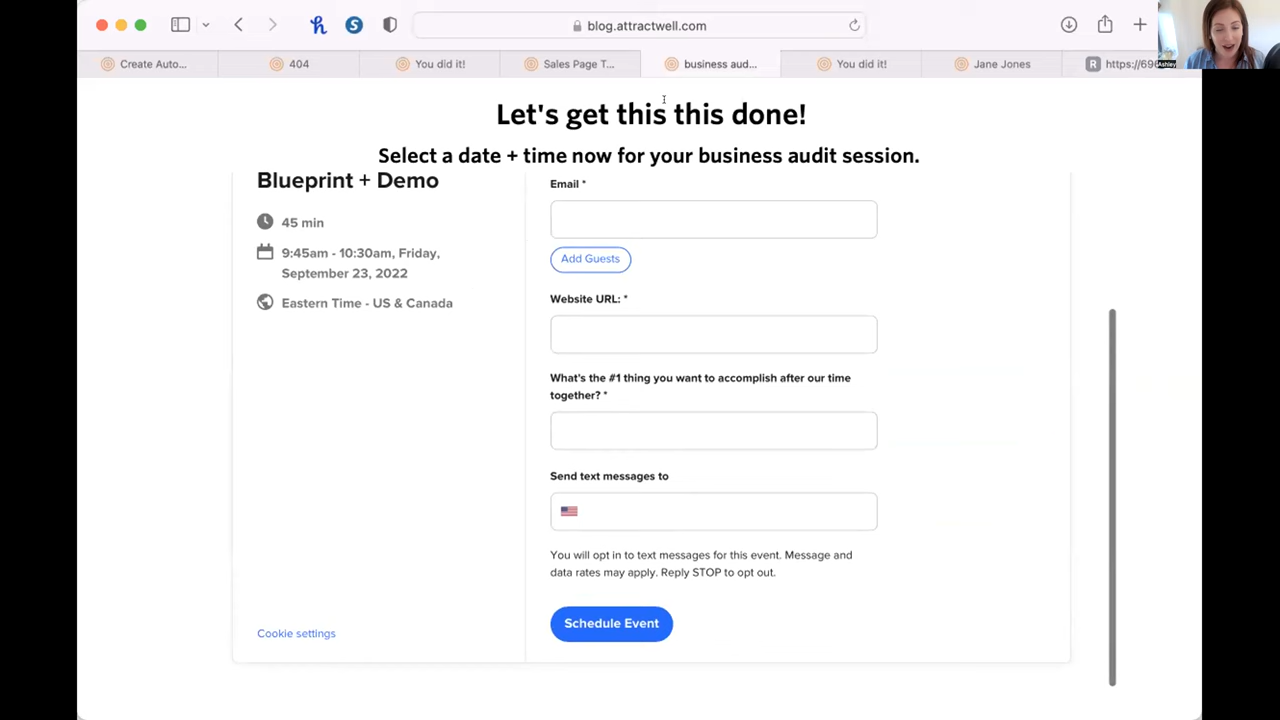 blog.attractwell.com
Create Auto...
404
You did it!
Sales Page T...
business aud...
You did it!
Jane Jones
R
Ashley
Let's get this this done!
Select a date + time now for your business audit session.
Blueprint + Demo
45 min
9:45am - 10:30am, Friday,
September 23, 2022
Eastern Time - US & Canada
Cookie settings
Email *
Add Guests
Website URL: *
What's the #1 thing you want to accomplish after our time
together? *
Send text messages to
You will opt in to text messages for this event. Message and
data rates may apply. Reply STOP to opt out.
Schedule Event